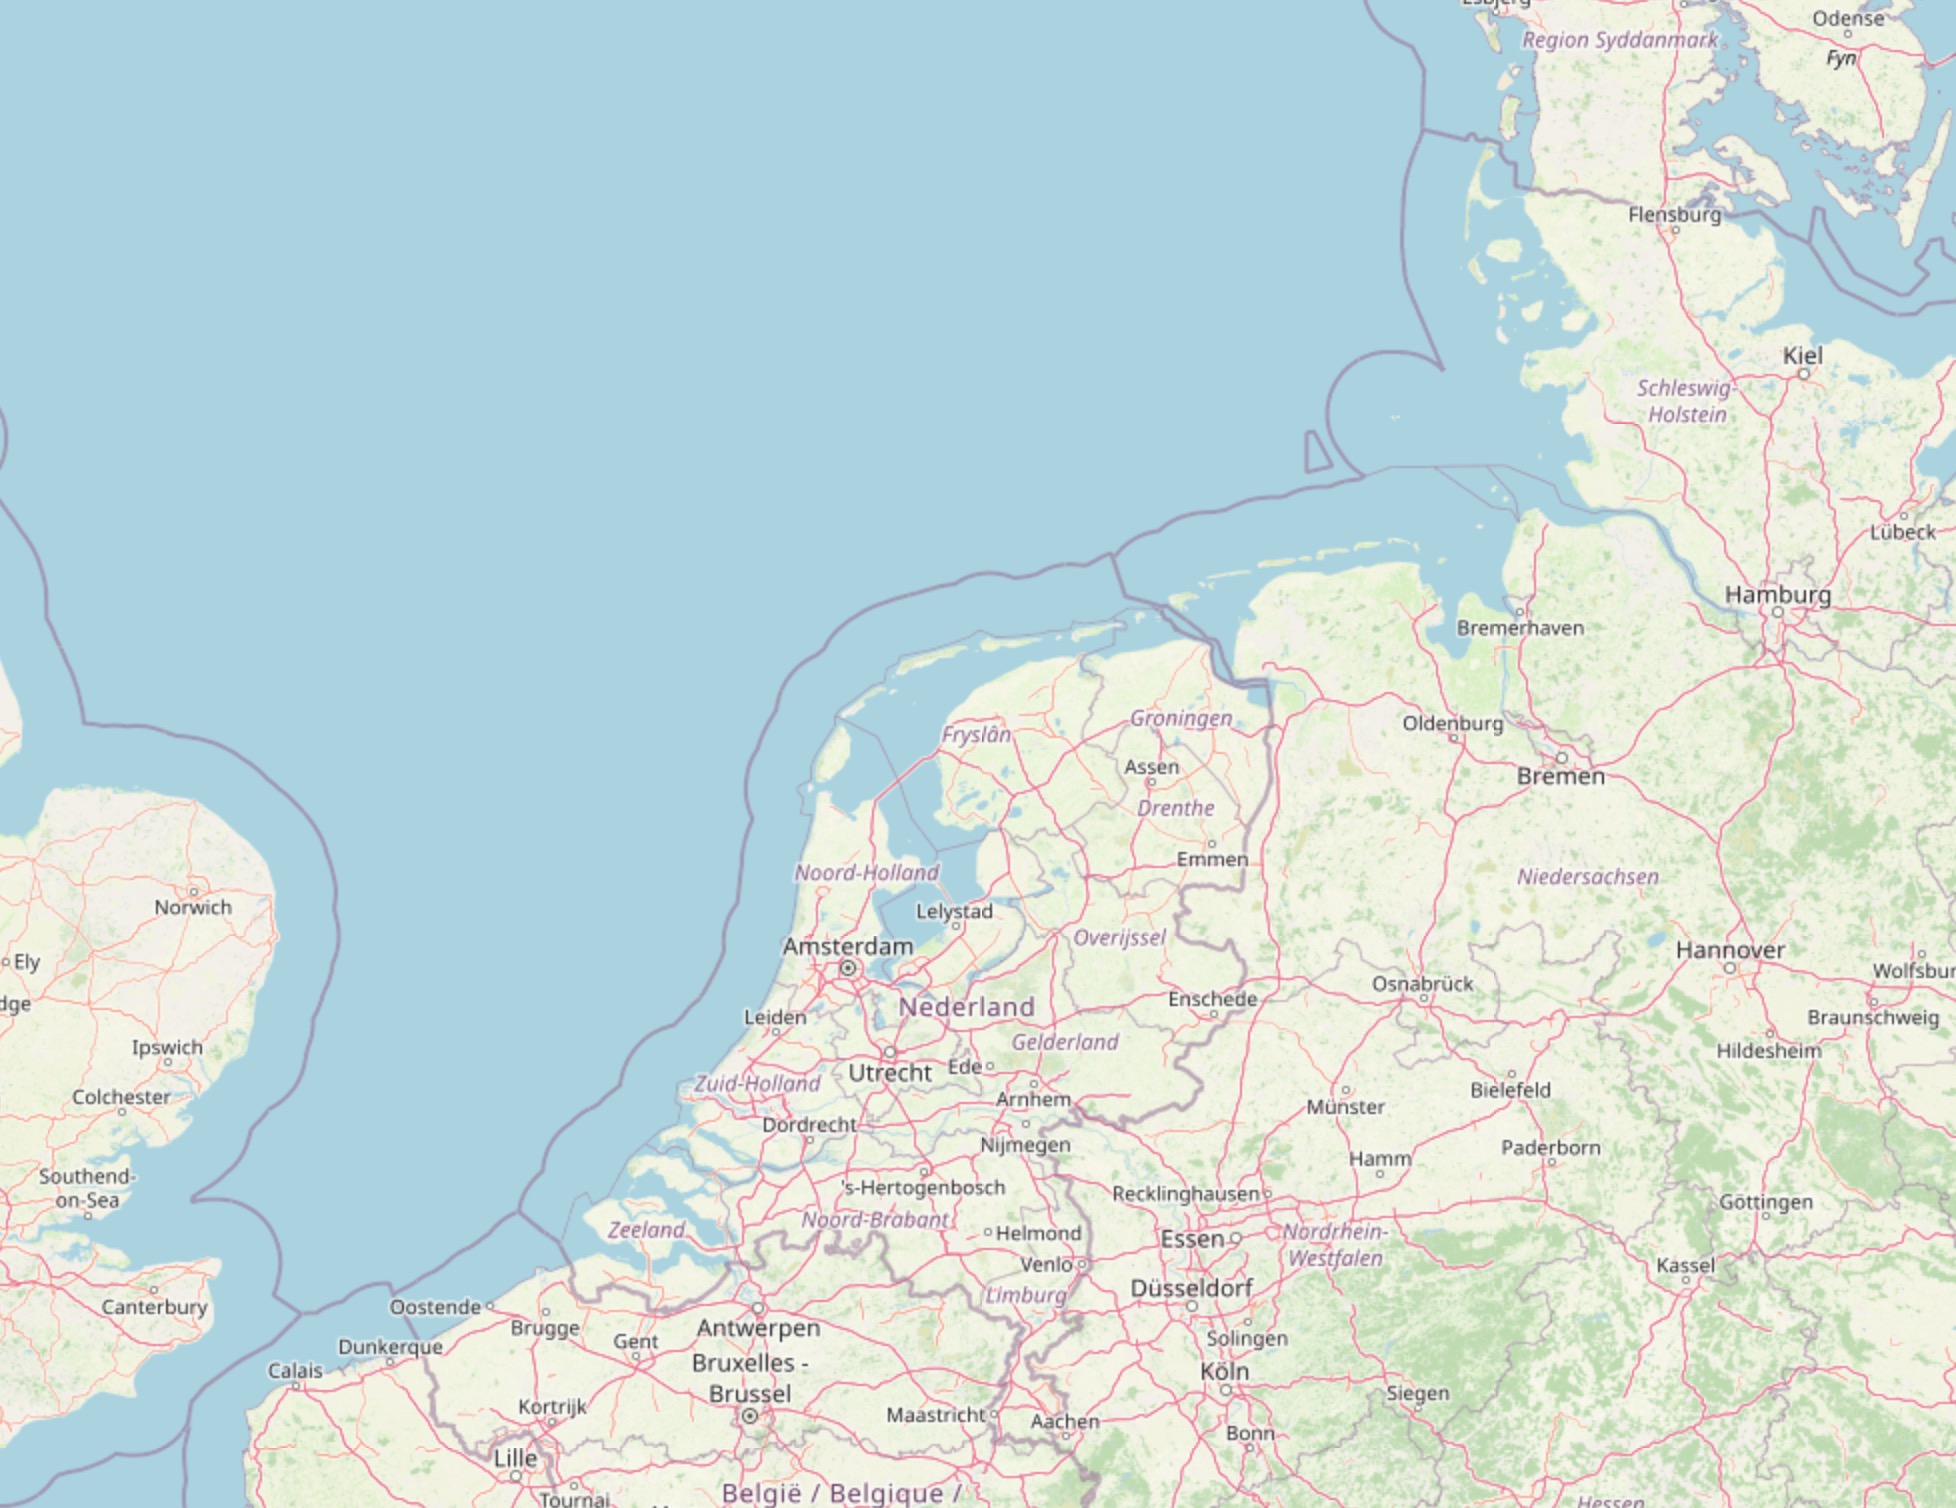 Esbjerg
Odense
Region Syddanmark
Fyn
Flensburg
Kiel
Schleswig-
Holstein
Lübeck
Hamburg
Bremerhaven
Groningen
Oldenburg
Fryslân
Assen
Bremen
Drenthe
Emmen
Noord-Holland
Niedersachsen
Norwich
Lelystad
Overijssel
Amsterdam
Hannover
Ely
Wolfsbur
Osnabrück
Enschede
dge
Nederland
Leiden
Braunschweig
Gelderland
Ipswich
Hildesheim
Ede
Utrecht
Zuid-Holland
Bielefeld
Colchester
Arnhem
Münster
Dordrecht
Nijmegen
Paderborn
Hamm
Southend-
on-Sea
's-Hertogenbosch
Recklinghausen
Göttingen
Noord-Brabant
Zeeland
Helmond
Nordrhein-
Westfalen
Essen
Venlo
Kassel
Düsseldorf
Limburg
Canterbury
Oostende
Brugge
Antwerpen
Solingen
Gent
Dunkerque
Bruxelles -
Brussel
Calais
Köln
Siegen
Kortrijk
Maastricht
Aachen
Bonn
Lille
België / Belgique /
Tournai
Hessen